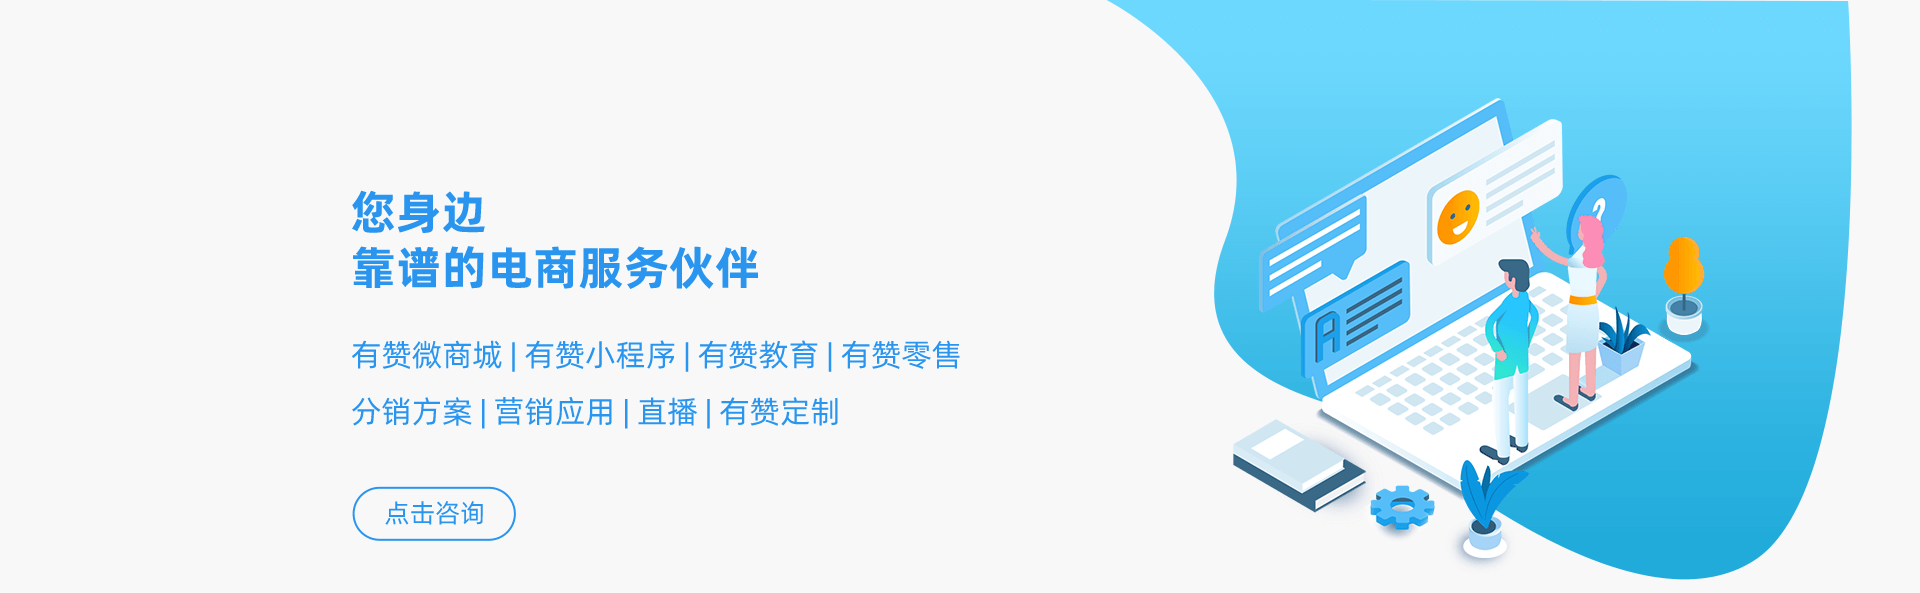 您身边
靠谱的电商服务伙伴
有赞微商城 | 有赞小程序 | 有赞教育 | 有赞零售
分销方案 | 营销应用 | 直播 | 有赞定制
点击咨询
?
A